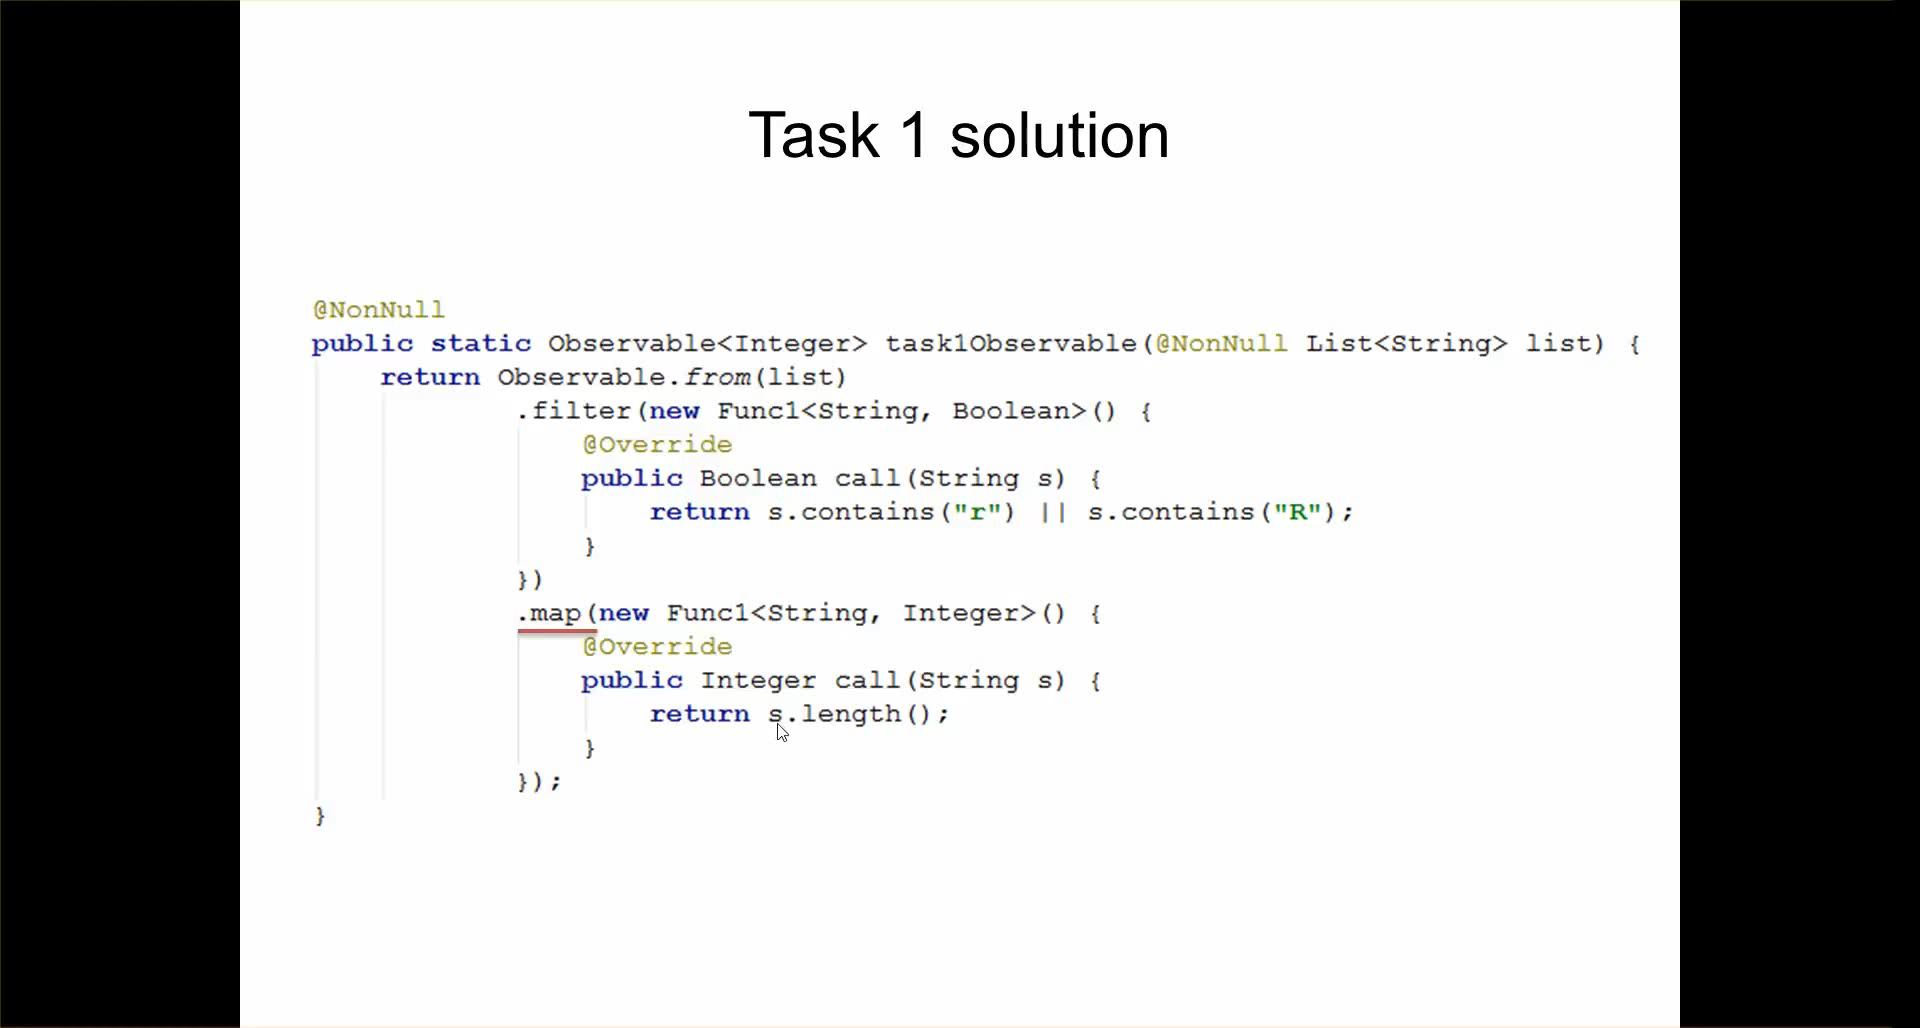 Task 1 solution
@NonNull
public static Observable<Integer> task1Observable(@NonNull List<String> list) {
return Observable.from(list)
.filter(new Func1<String, Boolean>() {
@Override
public Boolean call(String s) {
return s.contains("r") || s.contains("R");
}
})
.map(new Func1<String, Integer>() {
@Override
public Integer call(String s) {
return s.length();
}
});
}